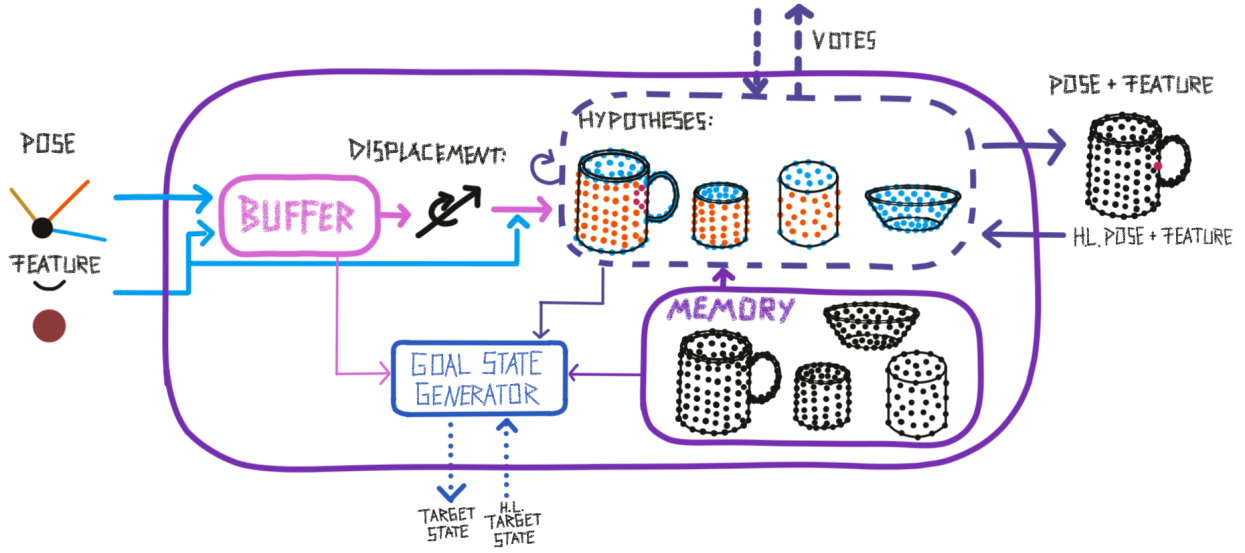 VOTES
POSE + FEATURE
HYPOTHESES:
POSE
DISPLACEMENT:
BUFFER
H.L. POSE + FEATURE
FEATURE
MEMORY
GOAL STATE
GENERATOR
TARGET
STATE
H.L.
TARGET
STATE